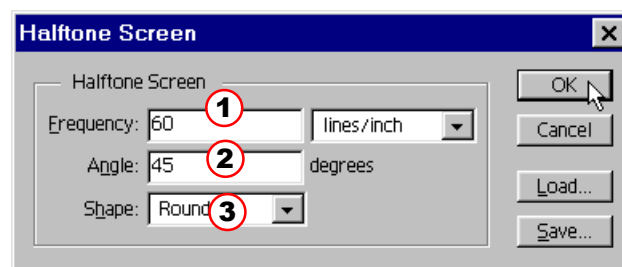 Halftone Screen
Halftone Screen
Frequency: 60 1 lines/inch
Angle: 45 2 degrees
Shape: Round 3
OK
Cancel
Load...
Save...